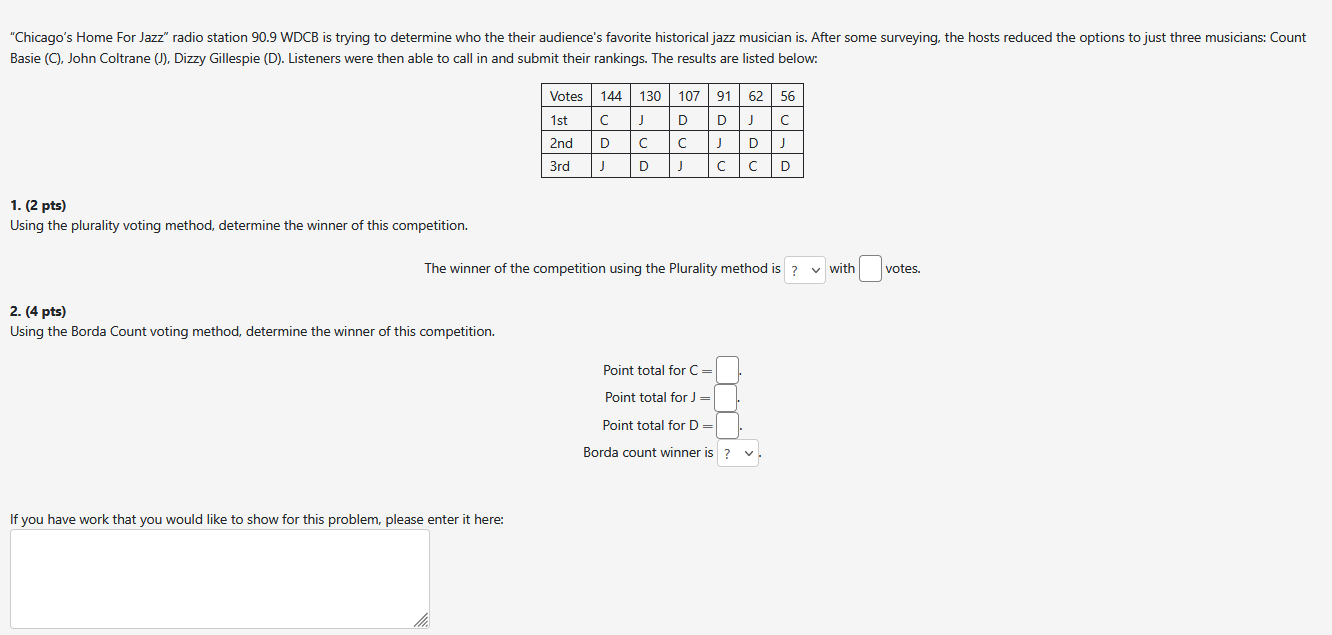 “Chicago’s Home For Jazz” radio station 90.9 WDCB is trying to determine who the their audience's favorite historical jazz musician is. After some surveying, the hosts reduced the options to just three musicians: Count
Basie (C), John Coltrane (J), Dizzy Gillespie (D). Listeners were then able to call in and submit their rankings. The results are listed below:
Votes 144 130 107 91 62 56
1st C J D D J C
2nd D C C J D J
3rd J D J C C D
1. (2 pts)
Using the plurality voting method, determine the winner of this competition.
The winner of the competition using the Plurality method is ? with votes.
2. (4 pts)
Using the Borda Count voting method, determine the winner of this competition.
Point total for C = .
Point total for J = .
Point total for D = .
Borda count winner is ? .
If you have work that you would like to show for this problem, please enter it here: